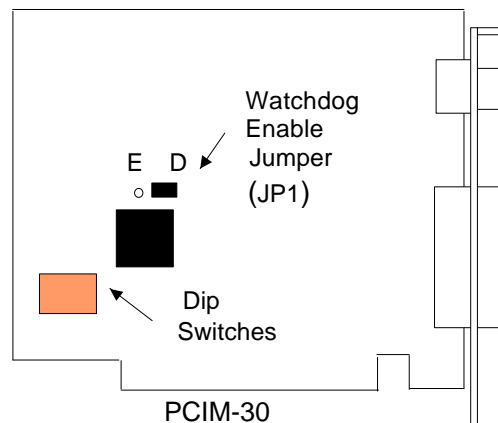 Watchdog
Enable
Jumper
(JP1)
E D
Dip
Switches
PCIM-30